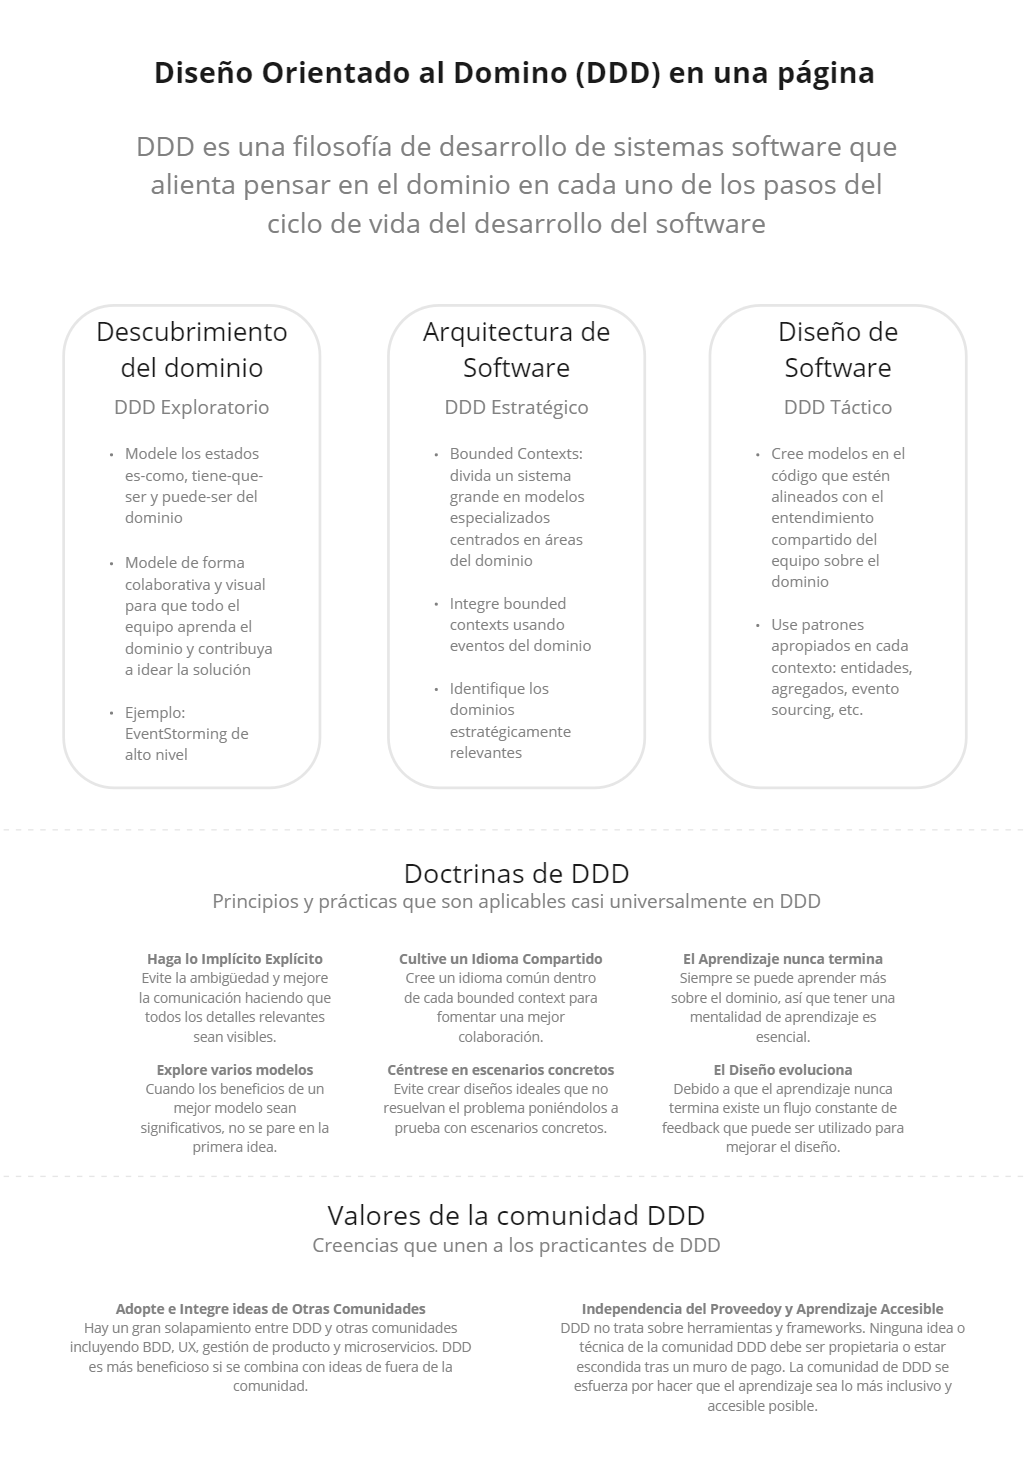 Diseño Orientado al Domino (DDD) en una página
DDD es una filosofía de desarrollo de sistemas software que
alienta pensar en el dominio en cada uno de los pasos del
ciclo de vida del desarrollo del software
Descubrimiento
del dominio
DDD Exploratorio
• Modele los estados
es-como, tiene-que-
ser y puede-ser del
dominio
• Modele de forma
colaborativa y visual
para que todo el
equipo aprenda el
dominio y contribuya
a idear la solución
• Ejemplo:
EventStorming de
alto nivel
Arquitectura de
Software
DDD Estratégico
• Bounded Contexts:
divida un sistema
grande en modelos
especializados
centrados en áreas
del dominio
• Integre bounded
contexts usando
eventos del dominio
• Identifique los
dominios
estratégicamente
relevantes
Diseño de
Software
DDD Táctico
• Cree modelos en el
código que estén
alineados con el
entendimiento
compartido del
equipo sobre el
dominio
• Use patrones
apropiados en cada
contexto: entidades,
agregados, evento
sourcing, etc.
Doctrinas de DDD
Principios y prácticas que son aplicables casi universalmente en DDD
Haga lo Implícito Explícito
Evite la ambigüedad y mejore
la comunicación haciendo que
todos los detalles relevantes
sean visibles.
Cultive un Idioma Compartido
Cree un idioma común dentro
de cada bounded context para
fomentar una mejor
colaboración.
El Aprendizaje nunca termina
Siempre se puede aprender más
sobre el dominio, así que tener una
mentalidad de aprendizaje es
esencial.
Explore varios modelos
Cuando los beneficios de un
mejor modelo sean
significativos, no se pare en la
primera idea.
Céntrese en escenarios concretos
Evite crear diseños ideales que no
resuelvan el problema poniéndolos a
prueba con escenarios concretos.
El Diseño evoluciona
Debido a que el aprendizaje nunca
termina existe un flujo constante de
feedback que puede ser utilizado para
mejorar el diseño.
Valores de la comunidad DDD
Creencias que unen a los practicantes de DDD
Adopte e Integre ideas de Otras Comunidades
Hay un gran solapamiento entre DDD y otras comunidades
incluyendo BDD, UX, gestión de producto y microservicios. DDD
es más beneficioso si se combina con ideas de fuera de la
comunidad.
Independencia del Proveedoy y Aprendizaje Accesible
DDD no trata sobre herramientas y frameworks. Ninguna idea o
técnica de la comunidad DDD debe ser propietaria o estar
escondida tras un muro de pago. La comunidad de DDD se
esfuerza por hacer que el aprendizaje sea lo más inclusivo y
accesible posible.